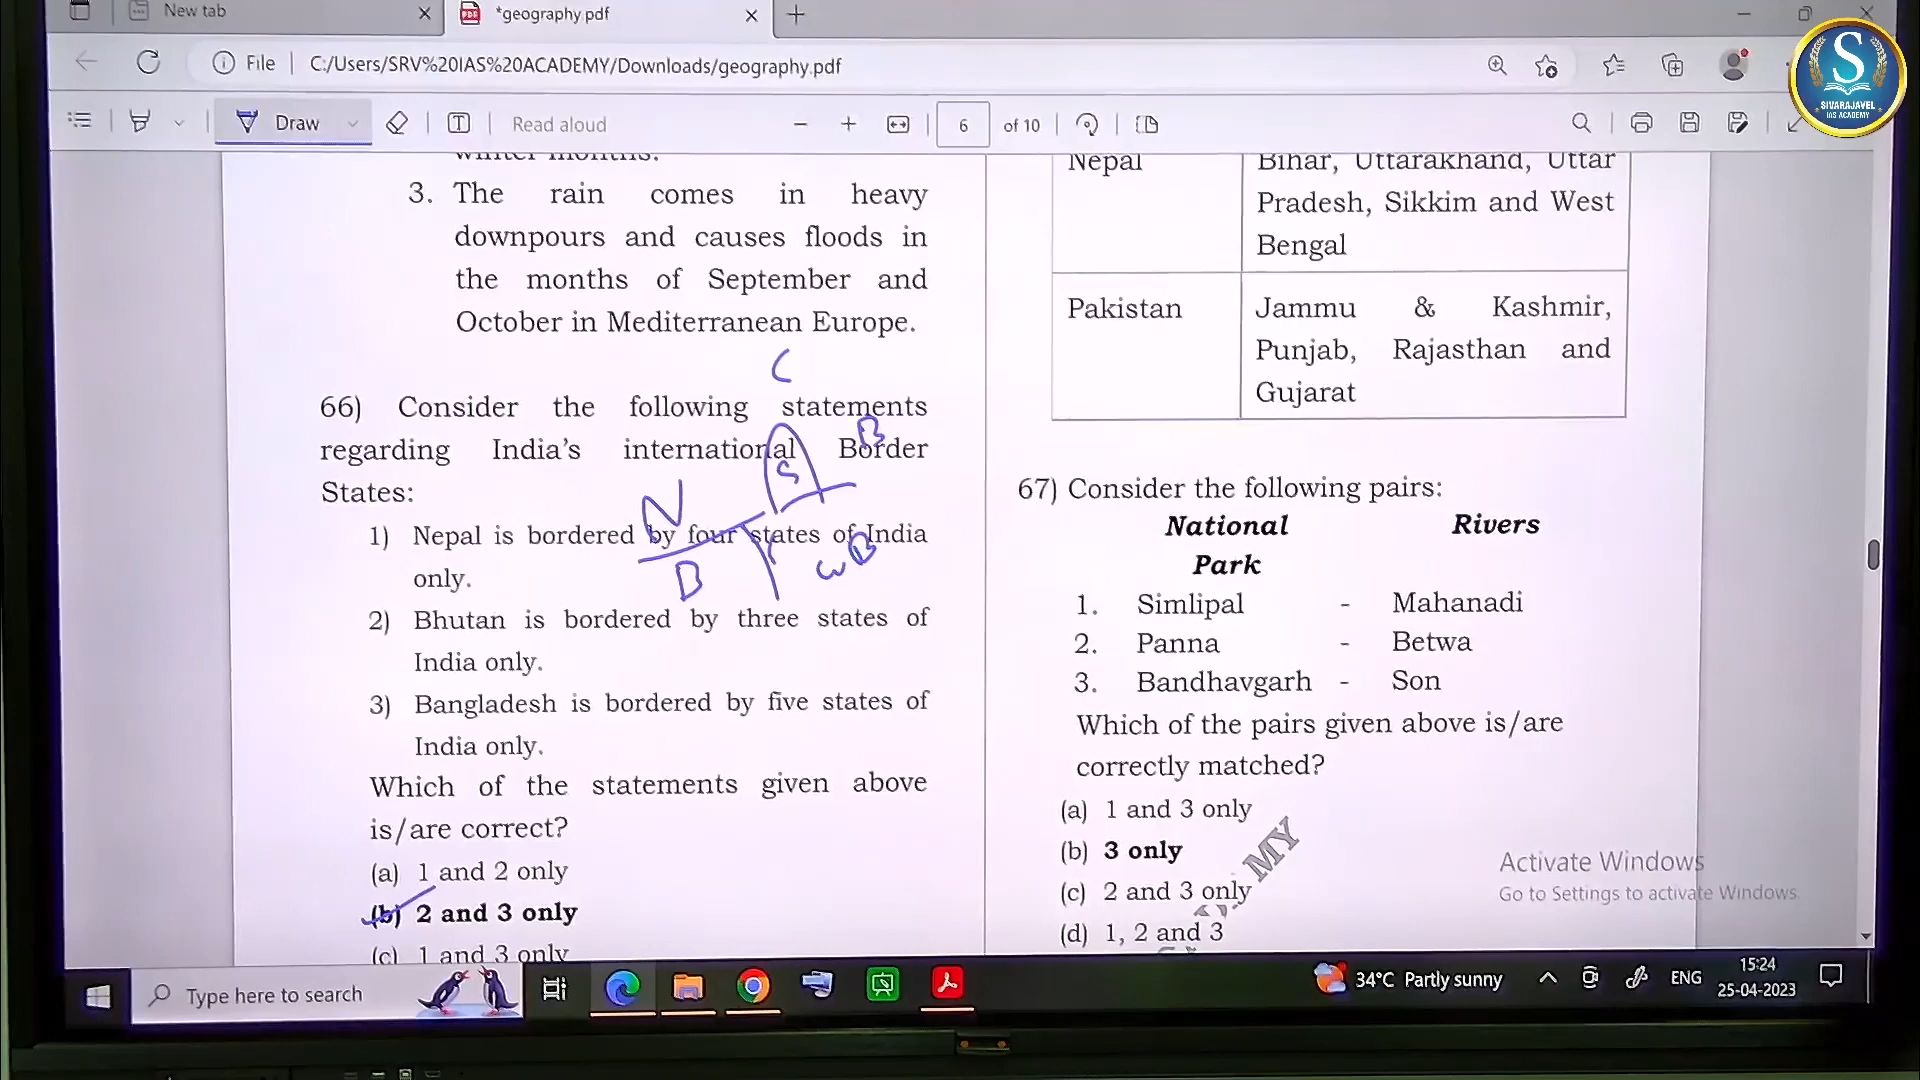 New tab
*geography.pdf
File
C:/Users/SRV%20IAS%20ACADEMY/Downloads/geography.pdf
S
SIVARAJAVEL
IAS ACADEMY
Draw
Read aloud
6
of 10
winter months.
3. The rain comes in heavy
downpours and causes floods in
the months of September and
October in Mediterranean Europe.
C
66) Consider the following statements
regarding India's international Border
States:
B
S
N
1) Nepal is bordered by four states of India
only.
B
WB
2) Bhutan is bordered by three states of
India only.
3) Bangladesh is bordered by five states of
India only.
Which of the statements given above
is/are correct?
(a) 1 and 2 only
(b) 2 and 3 only
(c) 1 and 3 only
Nepal
Bihar, Uttarakhand, Uttar
Pradesh, Sikkim and West
Bengal
Pakistan
Jammu & Kashmir,
Punjab, Rajasthan and
Gujarat
67) Consider the following pairs:
National Rivers
Park
1. Simlipal - Mahanadi
2. Panna - Betwa
3. Bandhavgarh - Son
Which of the pairs given above is/are
correctly matched?
(a) 1 and 3 only
(b) 3 only
(c) 2 and 3 only
(d) 1, 2 and 3
MY
Activate Windows
Go to Settings to activate Windows.
Type here to search
34°C Partly sunny
ENG
15:24
25-04-2023